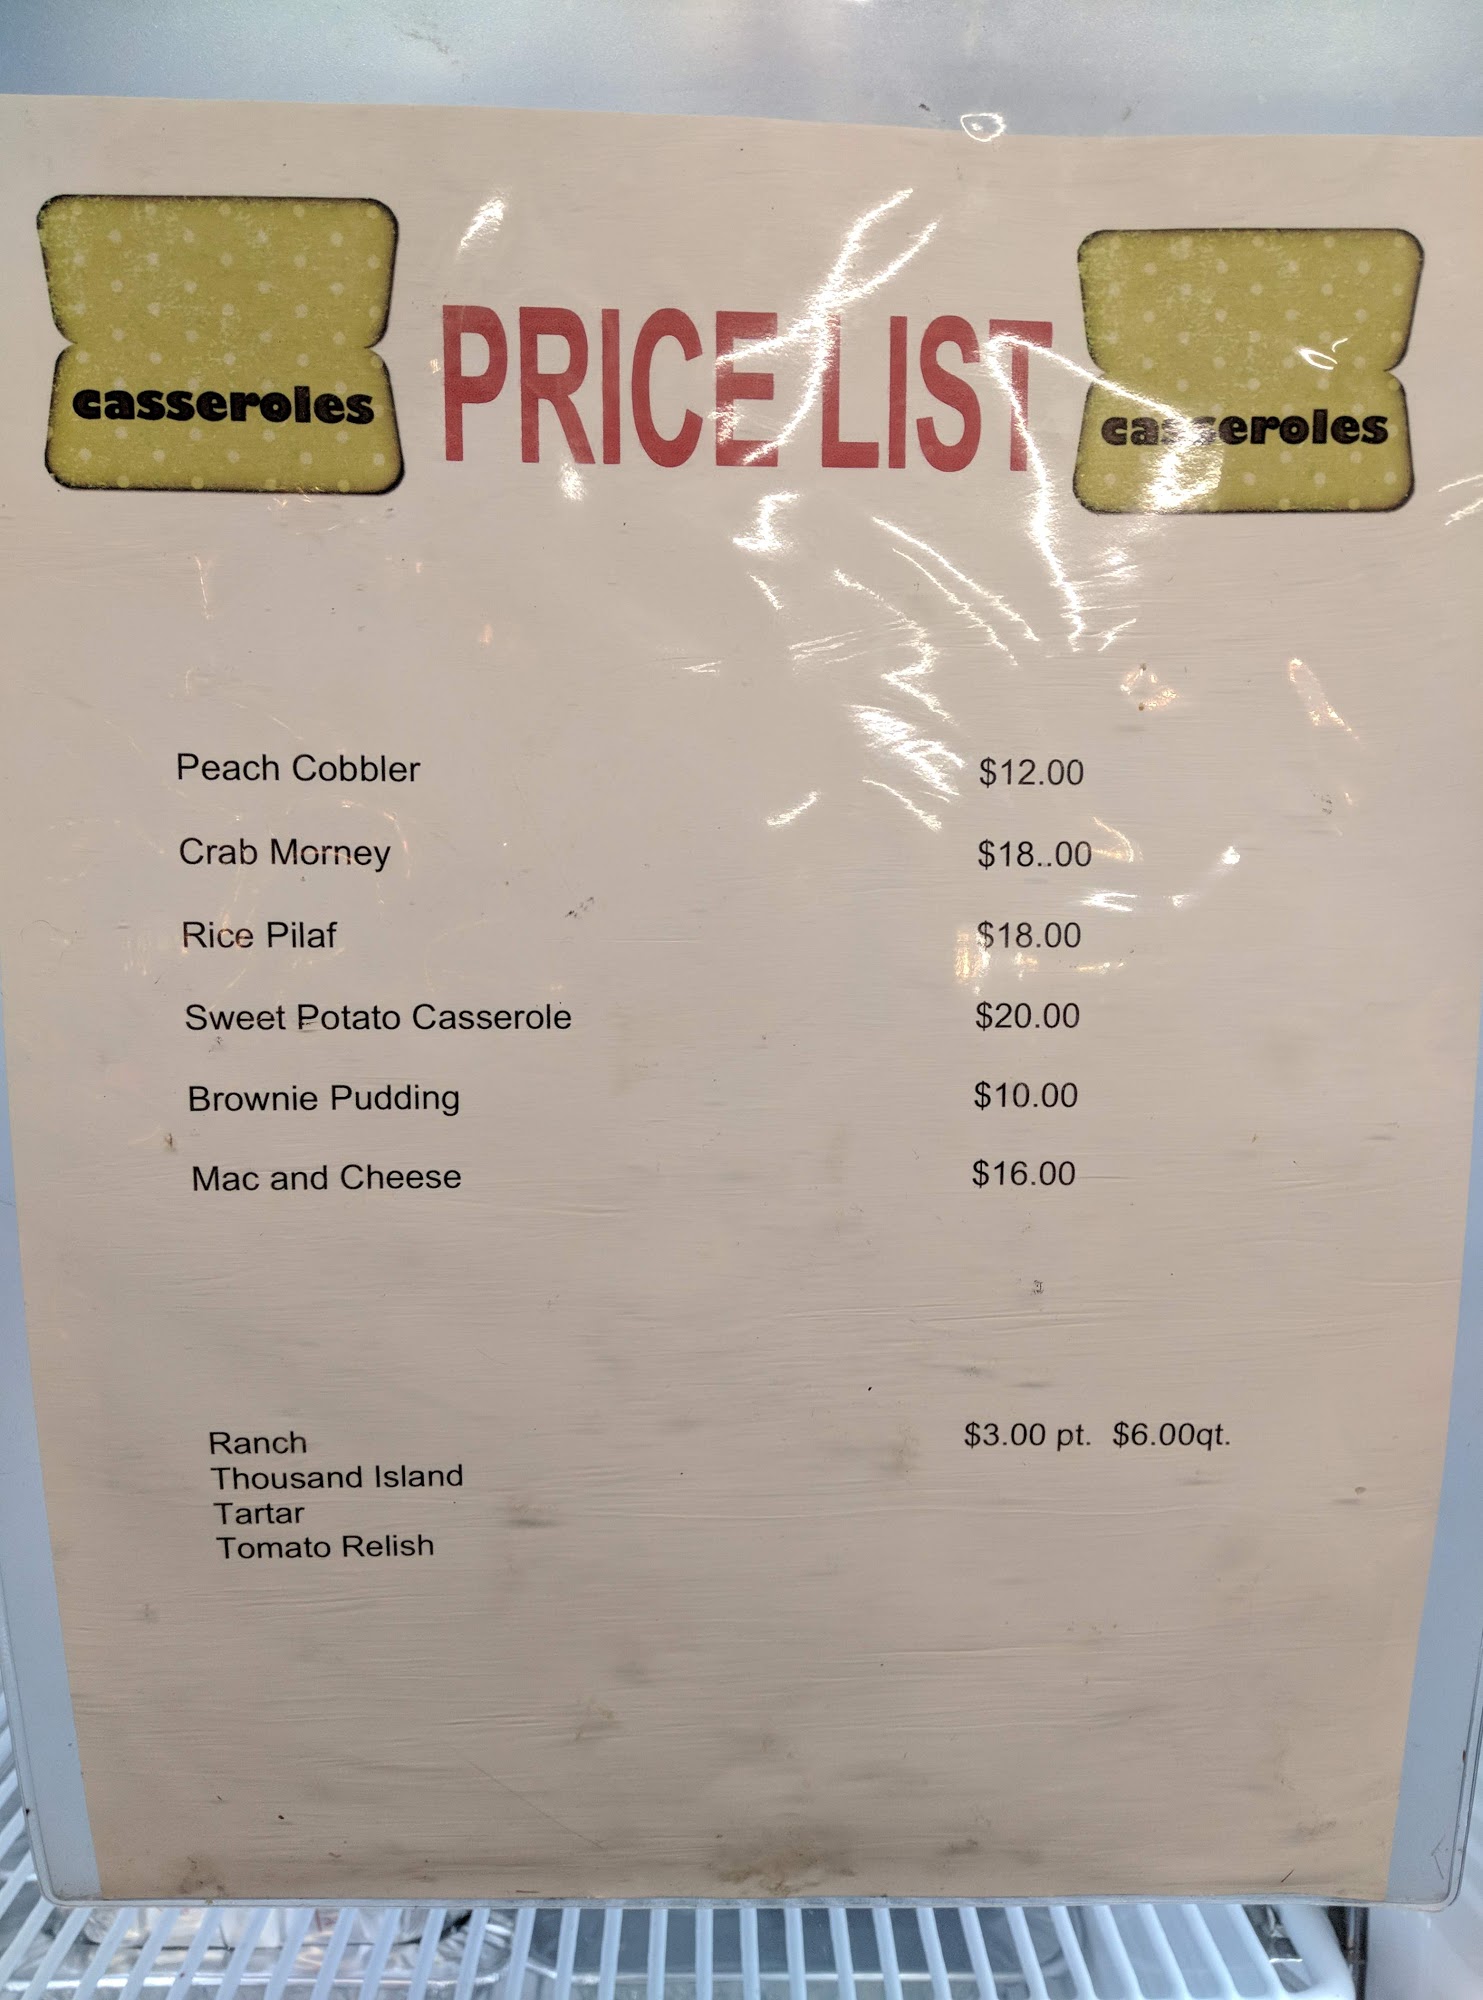 casseroles PRICE LIST casseroles
Peach Cobbler $12.00
Crab Morney $18..00
Rice Pilaf $18.00
Sweet Potato Casserole $20.00
Brownie Pudding $10.00
Mac and Cheese $16.00
Ranch $3.00 pt. $6.00qt.
Thousand Island
Tartar
Tomato Relish